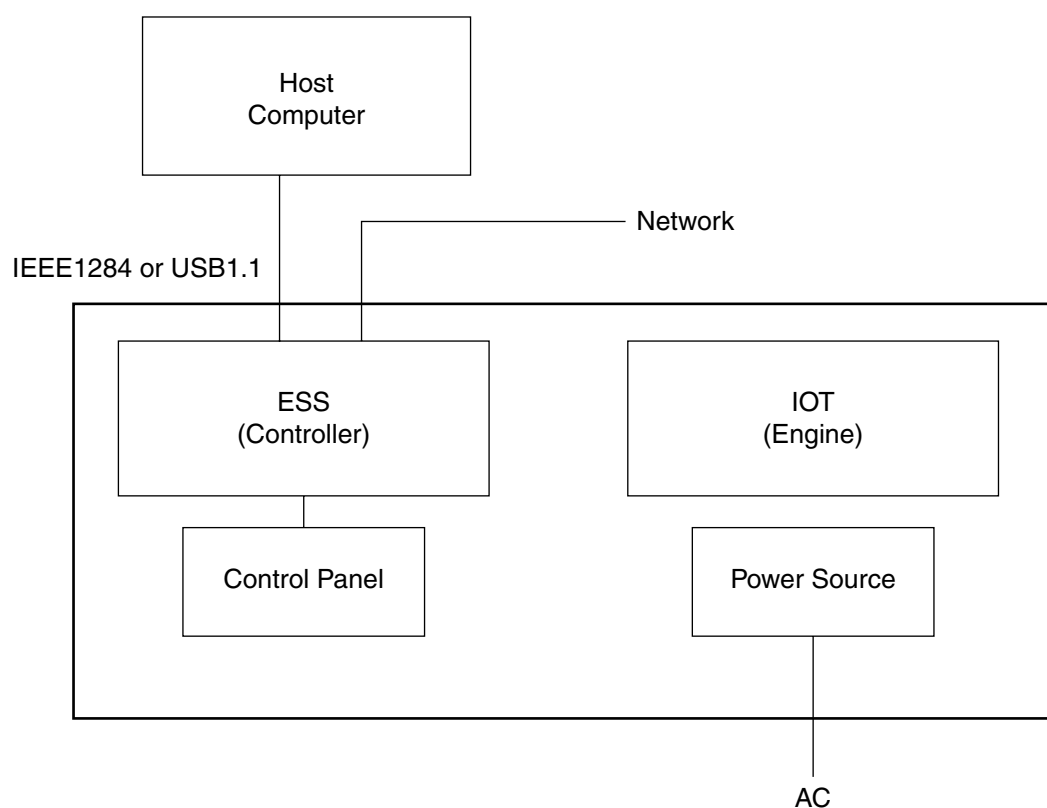 Host
Computer
Network
IEEE1284 or USB1.1
ESS
(Controller)
IOT
(Engine)
Control Panel
Power Source
AC